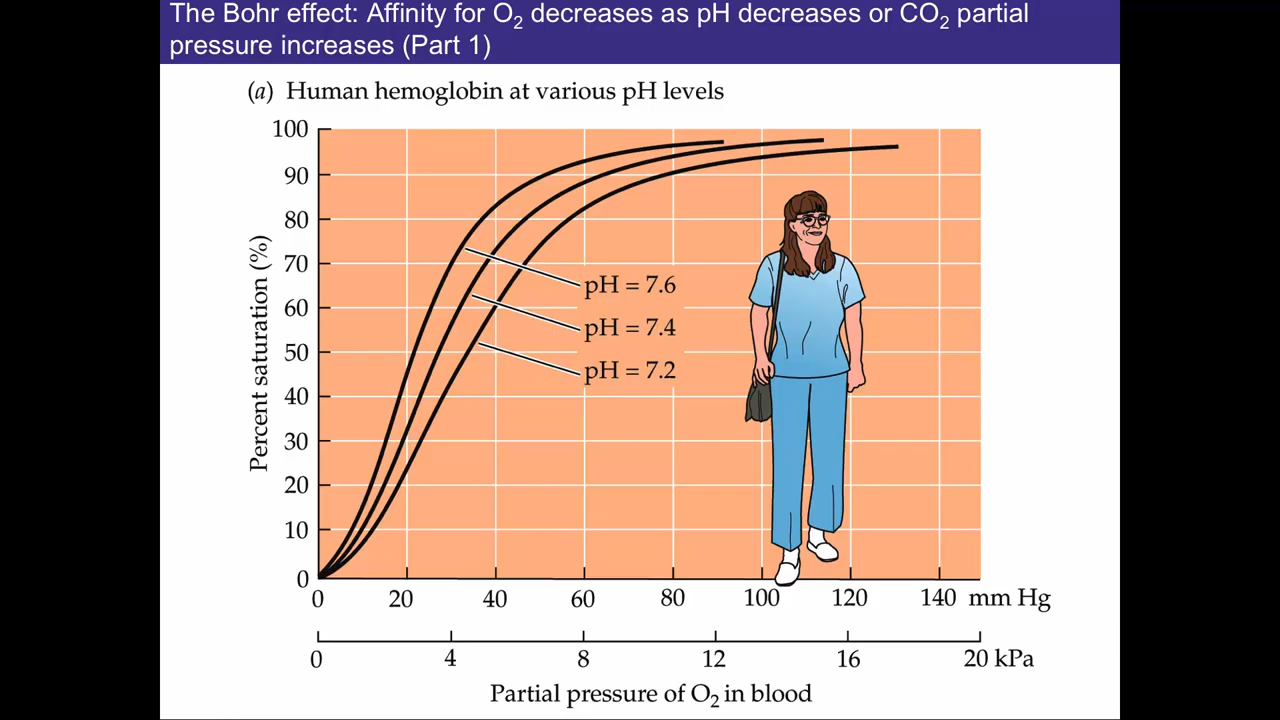 The Bohr effect: Affinity for O₂ decreases as pH decreases or CO₂ partial
pressure increases (Part 1)
(a) Human hemoglobin at various pH levels
100
90
80
70
60
50
40
30
20
10
0
Percent saturation (%)
pH = 7.6
pH = 7.4
pH = 7.2
0 20 40 60 80 100 120 140 mm Hg
0 4 8 12 16 20 kPa
Partial pressure of O₂ in blood